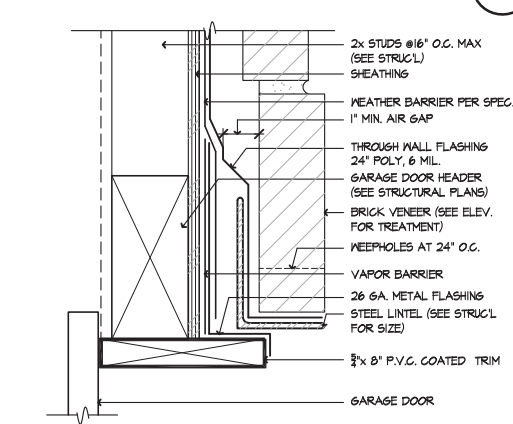 2x STUDS @16" O.C. MAX
(SEE STRUC'L)
SHEATHING
WEATHER BARRIER PER SPEC.
1" MIN. AIR GAP
THROUGH WALL FLASHING
24" POLY, 6 MIL.
GARAGE DOOR HEADER
(SEE STRUCTURAL PLANS)
BRICK VENEER (SEE ELEV.
FOR TREATMENT)
WEEPHOLES AT 24" O.C.
VAPOR BARRIER
26 GA. METAL FLASHING
STEEL LINTEL (SEE STRUC'L
FOR SIZE)
5/4"x 8" P.V.C. COATED TRIM
GARAGE DOOR